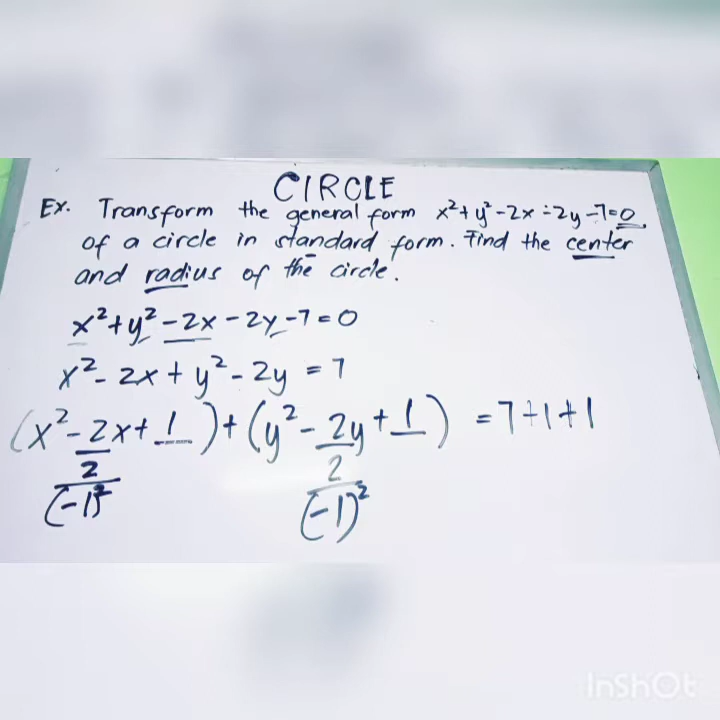 CIRCLE
Ex. Transform the general form x²+y²-2x-2y-7=0
of a circle in standard form. Find the center
and radius of the circle.
x²+y²-2x-2y-7=0
x²-2x+y²-2y=7
(x²-2x+1)+(y²-2y+1)=7+1+1
2 2
(-1)² (-1)²
InShOt